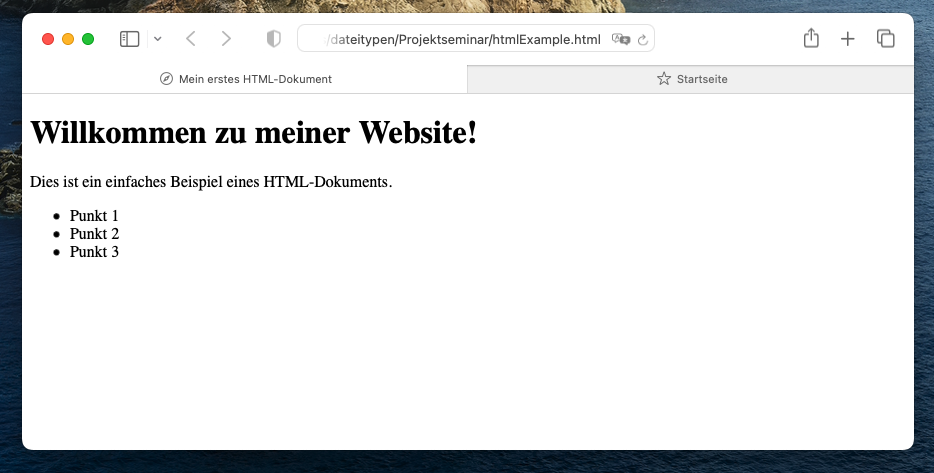 /dateitypen/Projektseminar/htmlExample.html
Mein erstes HTML-Dokument
Startseite
Willkommen zu meiner Website!
Dies ist ein einfaches Beispiel eines HTML-Dokuments.
Punkt 1
Punkt 2
Punkt 3